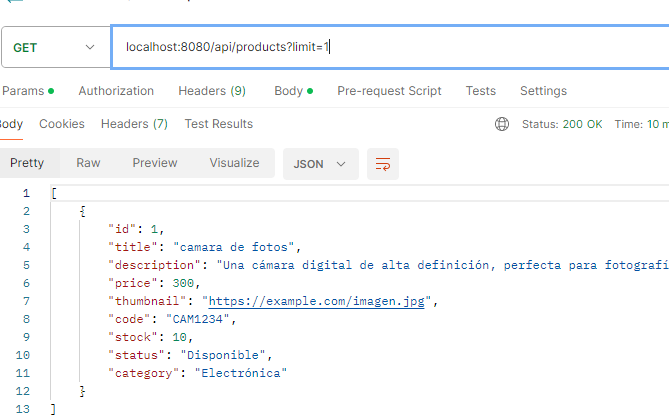 GET localhost:8080/api/products?limit=1
Params Authorization Headers (9) Body Pre-request Script Tests Settings
Body Cookies Headers (7) Test Results Status: 200 OK Time: 10 m
Pretty Raw Preview Visualize JSON
1 [
2 {
3 "id": 1,
4 "title": "camara de fotos",
5 "description": "Una cámara digital de alta definición, perfecta para fotografí
6 "price": 300,
7 "thumbnail": "https://example.com/imagen.jpg",
8 "code": "CAM1234",
9 "stock": 10,
10 "status": "Disponible",
11 "category": "Electrónica"
12 }
13 ]